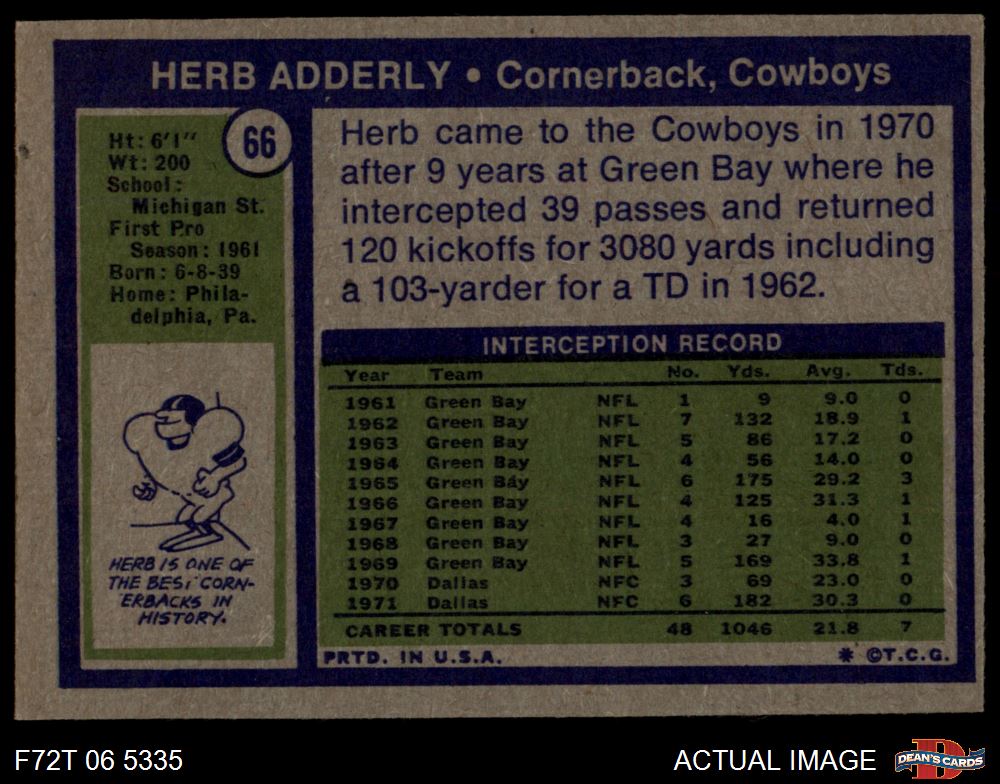 HERB ADDERLY • Cornerback, Cowboys
66
Ht: 6'1"
Wt: 200
School:
Michigan St.
First Pro
Season: 1961
Born: 6-8-39
Home: Phila-
delphia, Pa.
HERB IS ONE OF
THE BEST CORN-
ERBACKS IN
HISTORY.
Herb came to the Cowboys in 1970
after 9 years at Green Bay where he
intercepted 39 passes and returned
120 kickoffs for 3080 yards including
a 103-yarder for a TD in 1962.
INTERCEPTION RECORD
Year Team No. Yds. Avg. Tds.
1961 Green Bay NFL 1 9 9.0 0
1962 Green Bay NFL 7 132 18.9 1
1963 Green Bay NFL 5 86 17.2 0
1964 Green Bay NFL 4 56 14.0 0
1965 Green Bay NFL 6 175 29.2 3
1966 Green Bay NFL 4 125 31.3 1
1967 Green Bay NFL 4 16 4.0 1
1968 Green Bay NFL 3 27 9.0 0
1969 Green Bay NFL 5 169 33.8 1
1970 Dallas NFC 3 69 23.0 0
1971 Dallas NFC 6 182 30.3 0
CAREER TOTALS 48 1046 21.8 7
PRTD. IN U.S.A. * ©T.C.G.
F72T 06 5335
ACTUAL IMAGE
DEAN'S CARDS